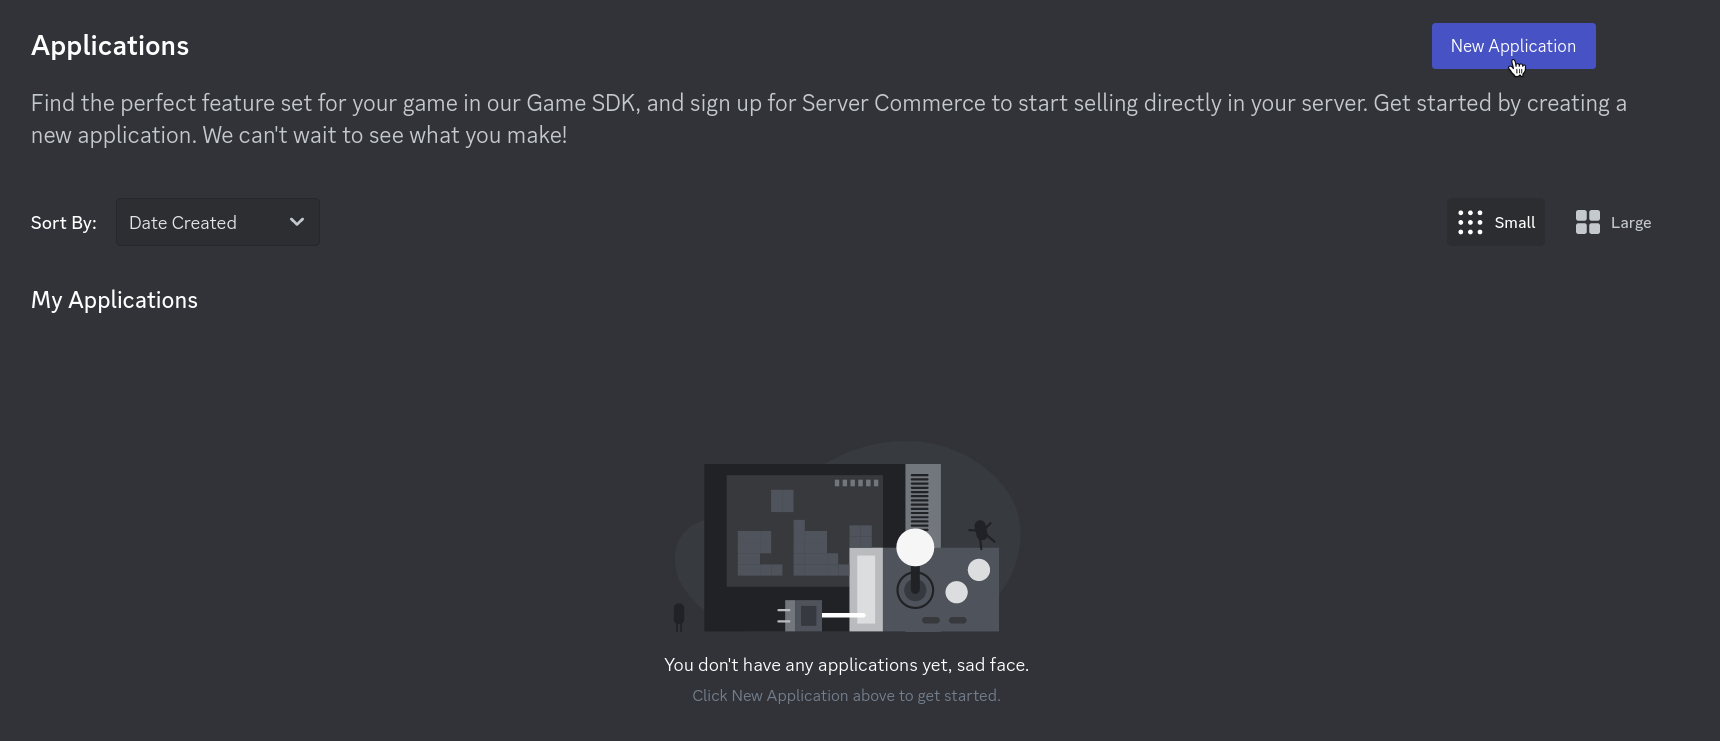 Applications
New Application
Find the perfect feature set for your game in our Game SDK, and sign up for Server Commerce to start selling directly in your server. Get started by creating a
new application. We can't wait to see what you make!
Sort By:
Date Created
Small
Large
My Applications
You don't have any applications yet, sad face.
Click New Application above to get started.